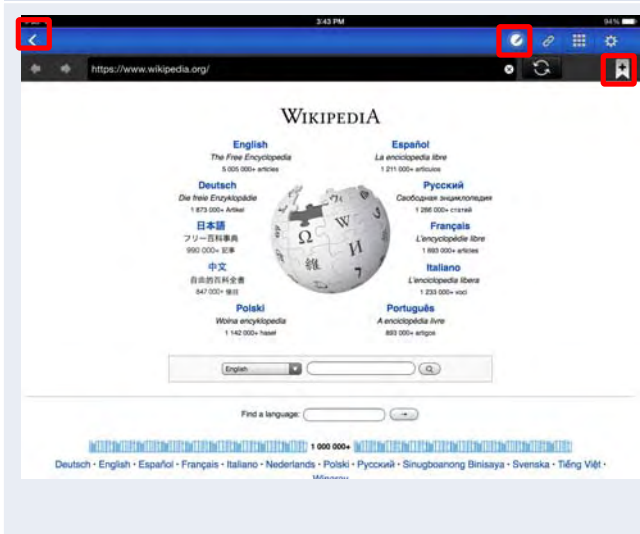 3:43 PM
94%
https://www.wikipedia.org/
WIKIPEDIA
English
The Free Encyclopedia
5 005 000+ articles
Español
La enciclopedia libre
1 211 000+ artículos
Deutsch
Die freie Enzyklopädie
1 873 000+ Artikel
Русский
Свободная энциклопедия
1 266 000+ статей
日本語
フリー百科事典
990 000+ 記事
Français
L'encyclopédie libre
1 693 000+ articles
中文
自由的百科全書
847 000+ 條目
Italiano
L'enciclopedia libera
1 233 000+ voci
Polski
Wolna encyklopedia
1 142 000+ haseł
Português
A enciclopédia livre
893 000+ artigos
Ω W И 維 7
English
Find a language:
1 000 000+
Deutsch • English • Español • Français • Italiano • Nederlands • Polski • Русский • Sinugboanong Binisaya • Svenska • Tiếng Việt •